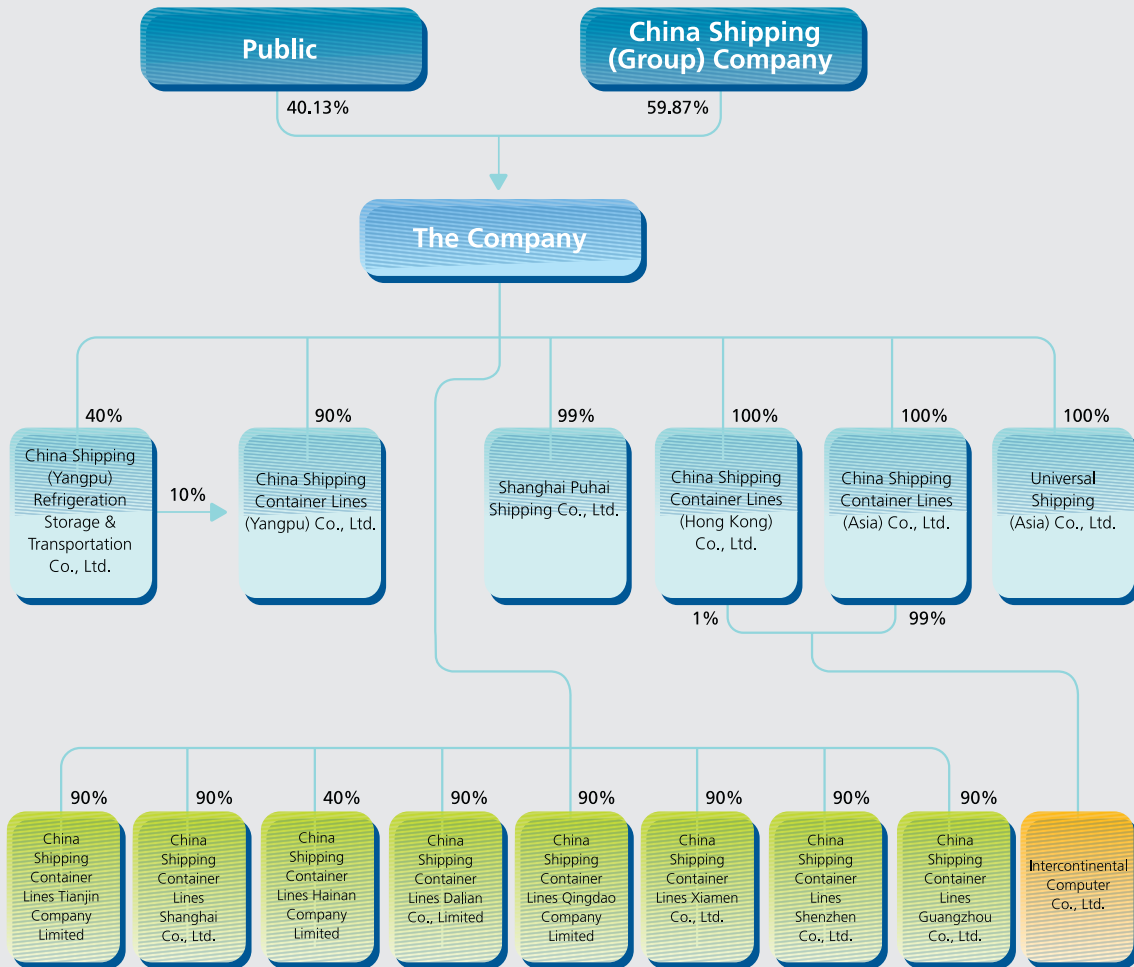 Public
China Shipping
(Group) Company
40.13%
59.87%
The Company
40%
90%
99%
100%
100%
100%
China Shipping
(Yangpu)
Refrigeration
Storage &
Transportation
Co., Ltd.
10%
China Shipping
Container Lines
(Yangpu) Co., Ltd.
Shanghai Puhai
Shipping Co., Ltd.
China Shipping
Container Lines
(Hong Kong)
Co., Ltd.
China Shipping
Container Lines
(Asia) Co., Ltd.
Universal
Shipping
(Asia) Co., Ltd.
1%
99%
90%
90%
40%
90%
90%
90%
90%
90%
China
Shipping
Container
Lines Tianjin
Company
Limited
China
Shipping
Container
Lines
Shanghai
Co., Ltd.
China
Shipping
Container
Lines Hainan
Company
Limited
China
Shipping
Container
Lines Dalian
Co., Limited
China
Shipping
Container
Lines Qingdao
Company
Limited
China
Shipping
Container
Lines Xiamen
Co., Ltd.
China
Shipping
Container
Lines
Shenzhen
Co., Ltd.
China
Shipping
Container
Lines
Guangzhou
Co., Ltd.
Intercontinental
Computer
Co., Ltd.